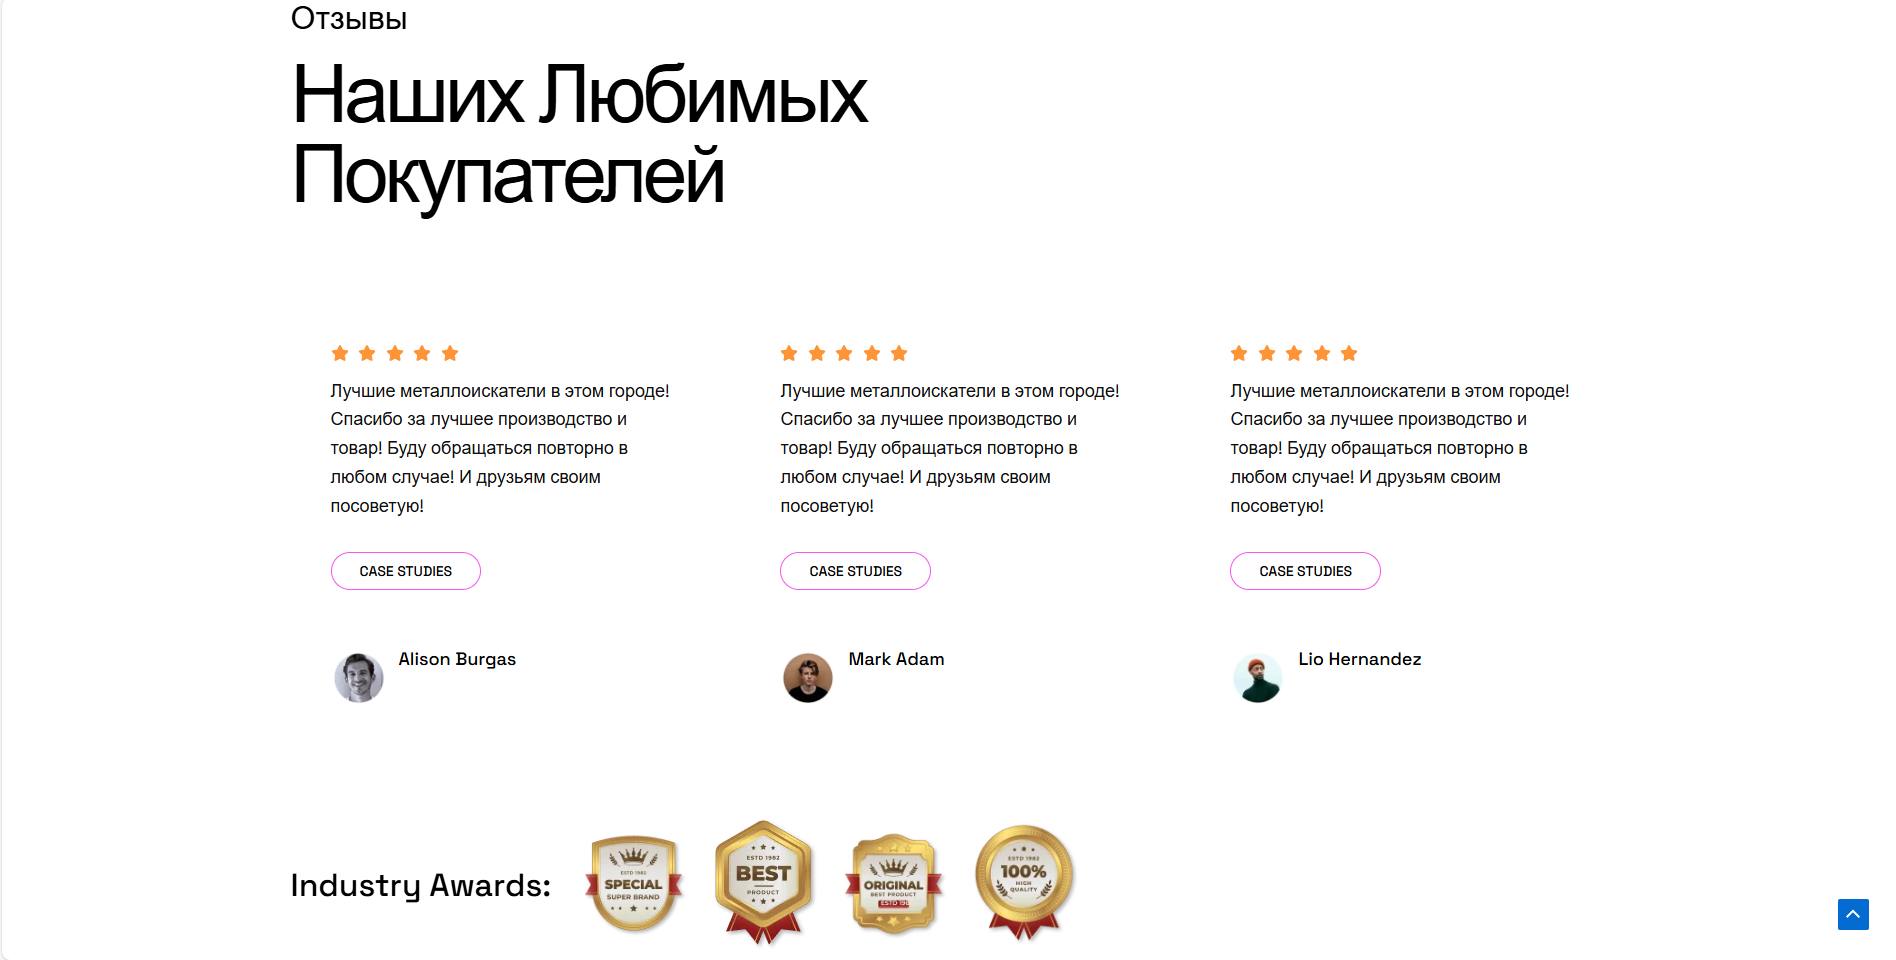 Отзывы
Наших Любимых
Покупателей
Лучшие металлоискатели в этом городе!
Спасибо за лучшее производство и
товар! Буду обращаться повторно в
любом случае! И друзьям своим
посоветую!
CASE STUDIES
Alison Burgas
Лучшие металлоискатели в этом городе!
Спасибо за лучшее производство и
товар! Буду обращаться повторно в
любом случае! И друзьям своим
посоветую!
CASE STUDIES
Mark Adam
Лучшие металлоискатели в этом городе!
Спасибо за лучшее производство и
товар! Буду обращаться повторно в
любом случае! И друзьям своим
посоветую!
CASE STUDIES
Lio Hernandez
Industry Awards:
ESTD 1982
SPECIAL
SUPER BRAND
ESTD 1982
BEST
PRODUCT
ORIGINAL
BEST PRODUCT
ESTD
ESTD 1982
100%
HIGH
QUALITY